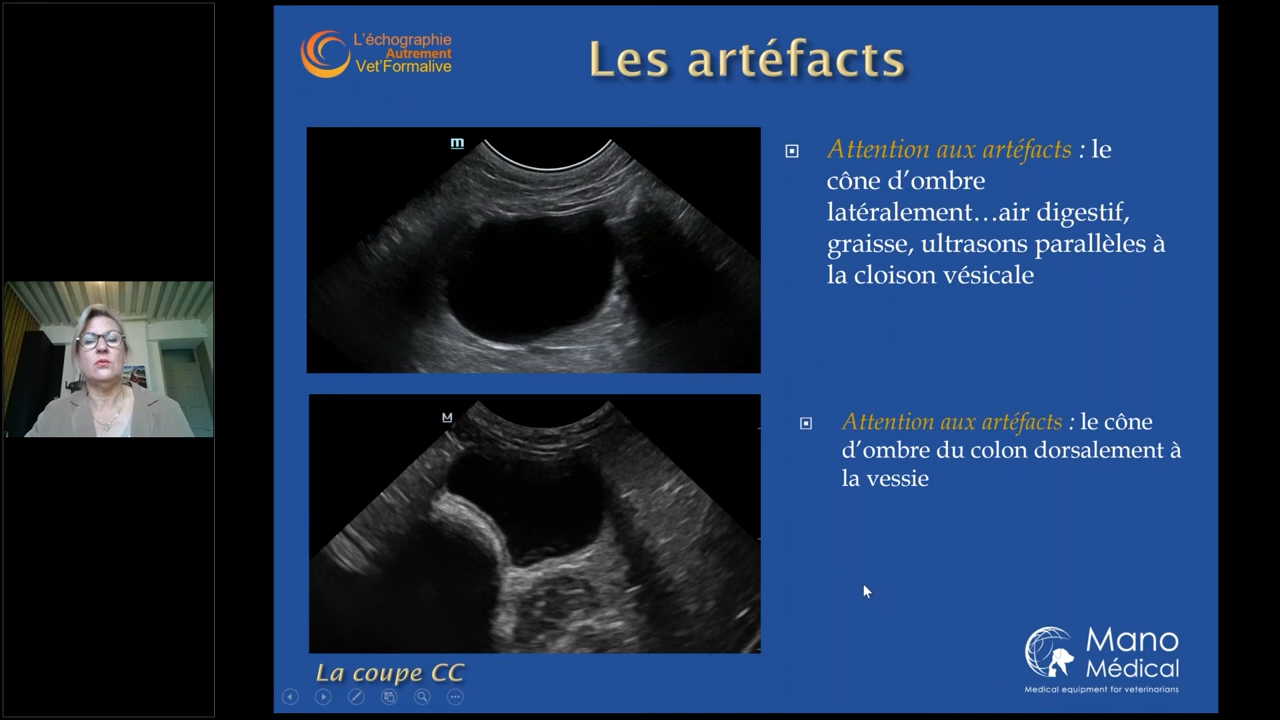 L'échographie
Autrement
Vet'Formalive
Les artéfacts
m
Attention aux artéfacts : le
cône d’ombre
latéralement…air digestif,
graisse, ultrasons parallèles à
la cloison vésicale
M
Attention aux artéfacts : le cône
d’ombre du colon dorsalement à
la vessie
La coupe CC
Mano
Médical
Medical equipment for veterinarians